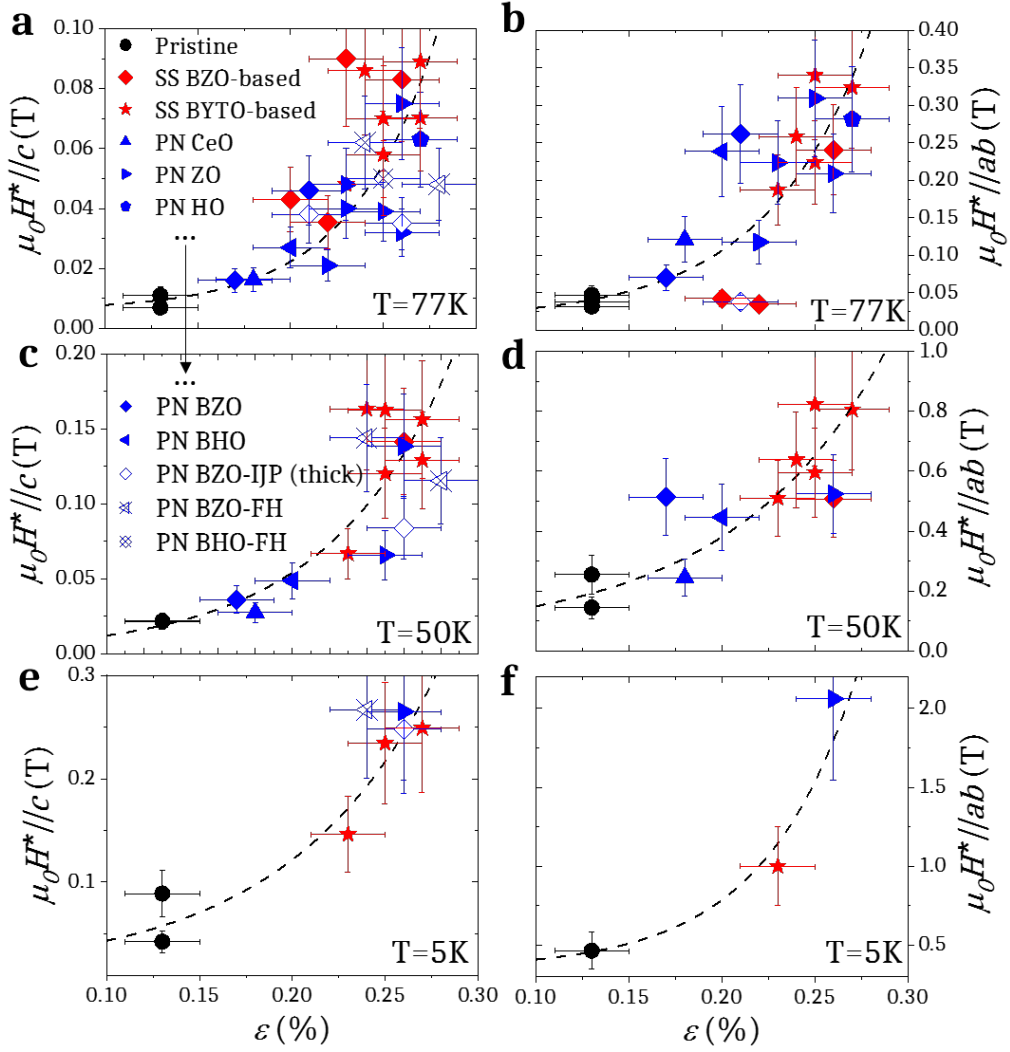 a
μ₀H*//c (T)
0.10
0.08
0.06
0.04
0.02
0.00
Pristine
SS BZO-based
SS BYTO-based
PN CeO
PN ZO
PN HO
...
T=77K
b
0.40
0.35
0.30
0.25
0.20
0.15
0.10
0.05
0.00
μ₀H*//ab (T)
T=77K
c
μ₀H*//c (T)
0.20
0.15
0.10
0.05
0.00
...
PN BZO
PN BHO
PN BZO-IJP (thick)
PN BZO-FH
PN BHO-FH
T=50K
d
1.0
0.8
0.6
0.4
0.2
0.0
μ₀H*//ab (T)
T=50K
e
μ₀H*//c (T)
0.3
0.2
0.1
T=5K
0.10 0.15 0.20 0.25 0.30
ε (%)
f
2.0
1.5
1.0
0.5
μ₀H*//ab (T)
T=5K
0.10 0.15 0.20 0.25 0.30
ε (%)